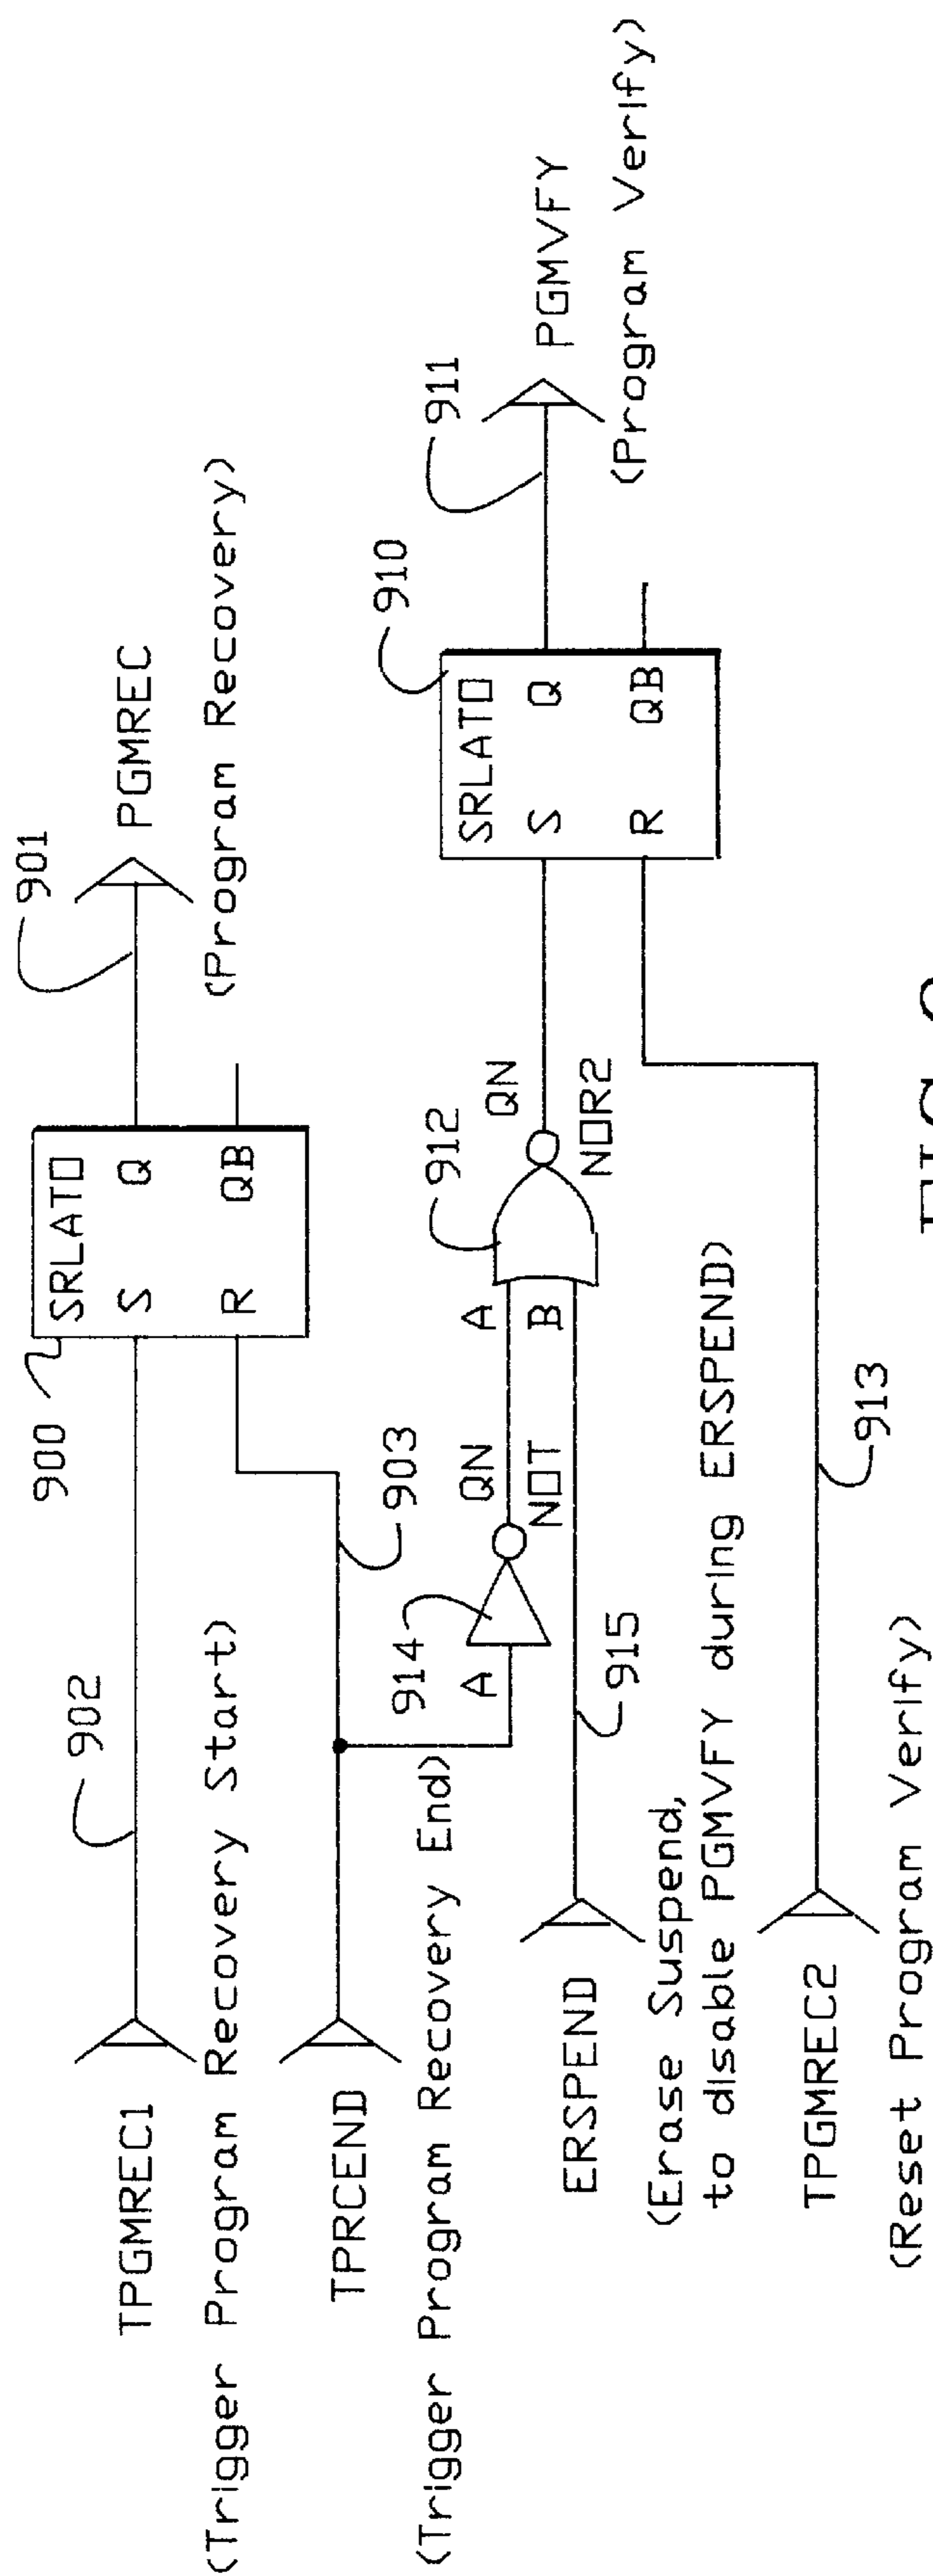 900
SRLATO
S
Q
R
QB
901
PGMREC
(Program Recovery)
902
TPGMREC1
(Trigger Program Recovery Start)
903
TPRCEND
(Trigger Program Recovery End)
914
A
QN
NOT
912
A
B
QN
NOR2
SRLATO
910
S
Q
R
QB
911
PGMVFY
(Program Verify)
915
ERSPEND
(Erase Suspend,
to disable PGMVFY during ERSPEND)
913
TPGMREC2
(Reset Program Verify)